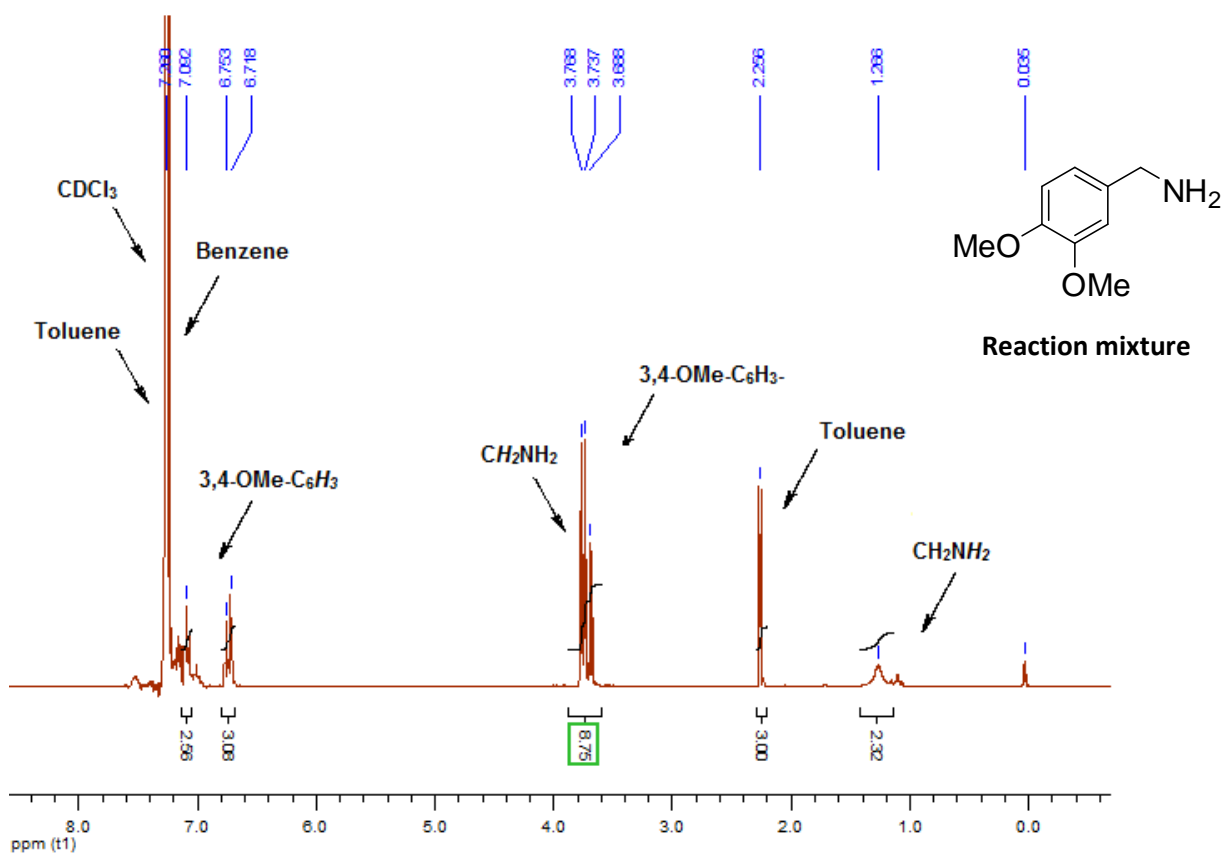 7.260
7.092
6.753
6.718
3.768
3.737
3.688
2.256
1.266
0.035
CDCl₃
Benzene
Toluene
3,4-OMe-C₆H₃
CH₂NH₂
3,4-OMe-C₆H₃-
Toluene
CH₂NH₂
NH₂
MeO
OMe
Reaction mixture
2.56
3.06
8.75
3.00
2.32
8.0 7.0 6.0 5.0 4.0 3.0 2.0 1.0 0.0
ppm (t1)